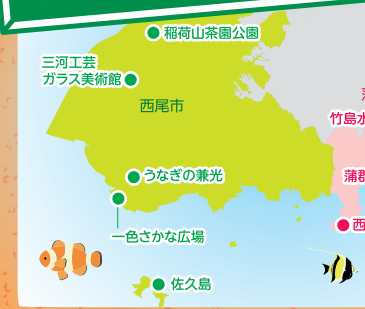 稲荷山茶園公園
三河工芸
ガラス美術館
西尾市
竹島水
うなぎの兼光
蒲郡
西
一色さかな広場
佐久島